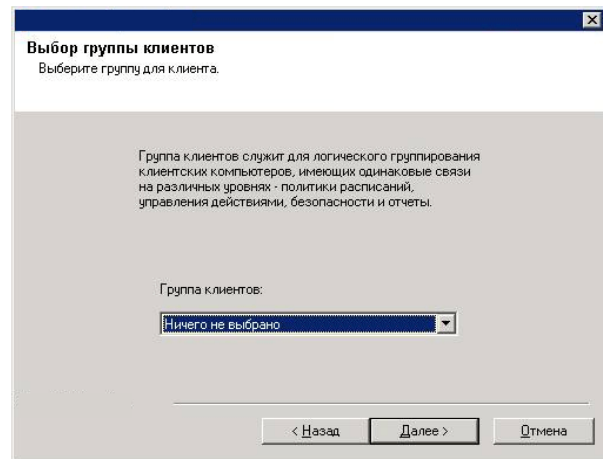 Выбор группы клиентов
Выберите группу для клиента.
Группа клиентов служит для логического группирования
клиентских компьютеров, имеющих одинаковые связи
на различных уровнях - политики расписаний,
управления действиями, безопасности и отчеты.
Группа клиентов:
Ничего не выбрано
< Назад
Далее >
Отмена